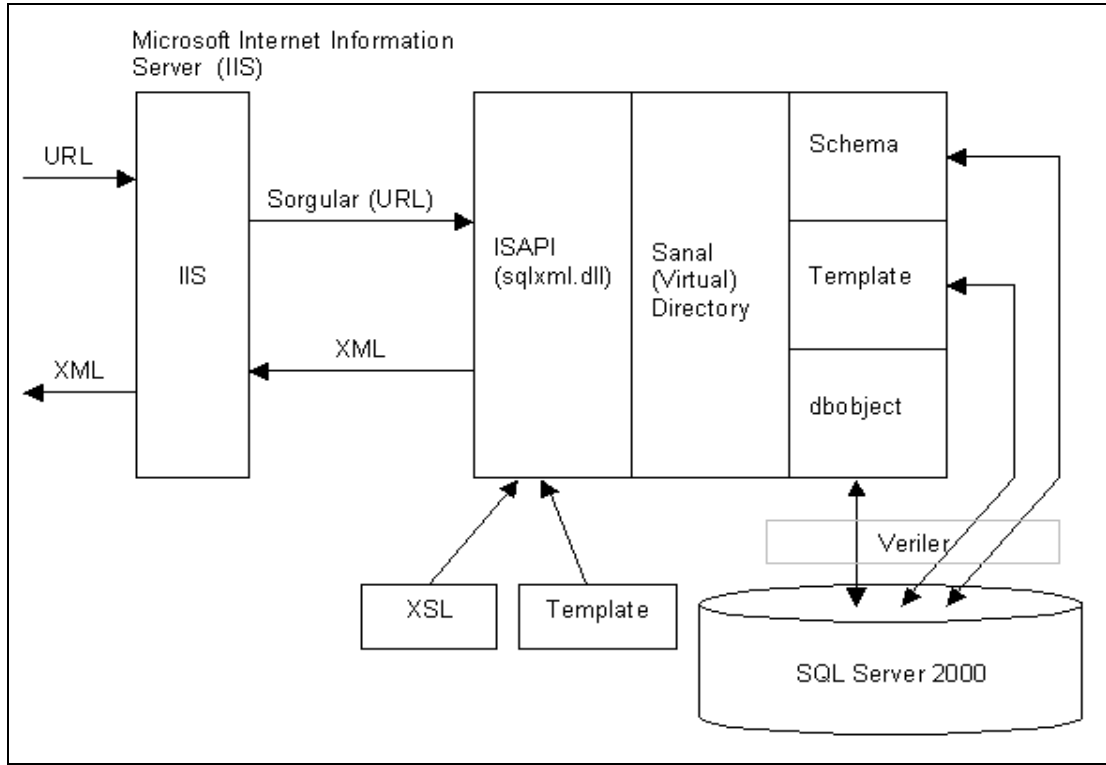 Microsoft Internet Information
Server (IIS)
URL
Sorgular (URL)
IIS
XML
XML
ISAPI
(sqlxml.dll)
Sanal
(Virtual)
Directory
Schema
Template
dbobject
Veriler
XSL
Template
SQL Server 2000